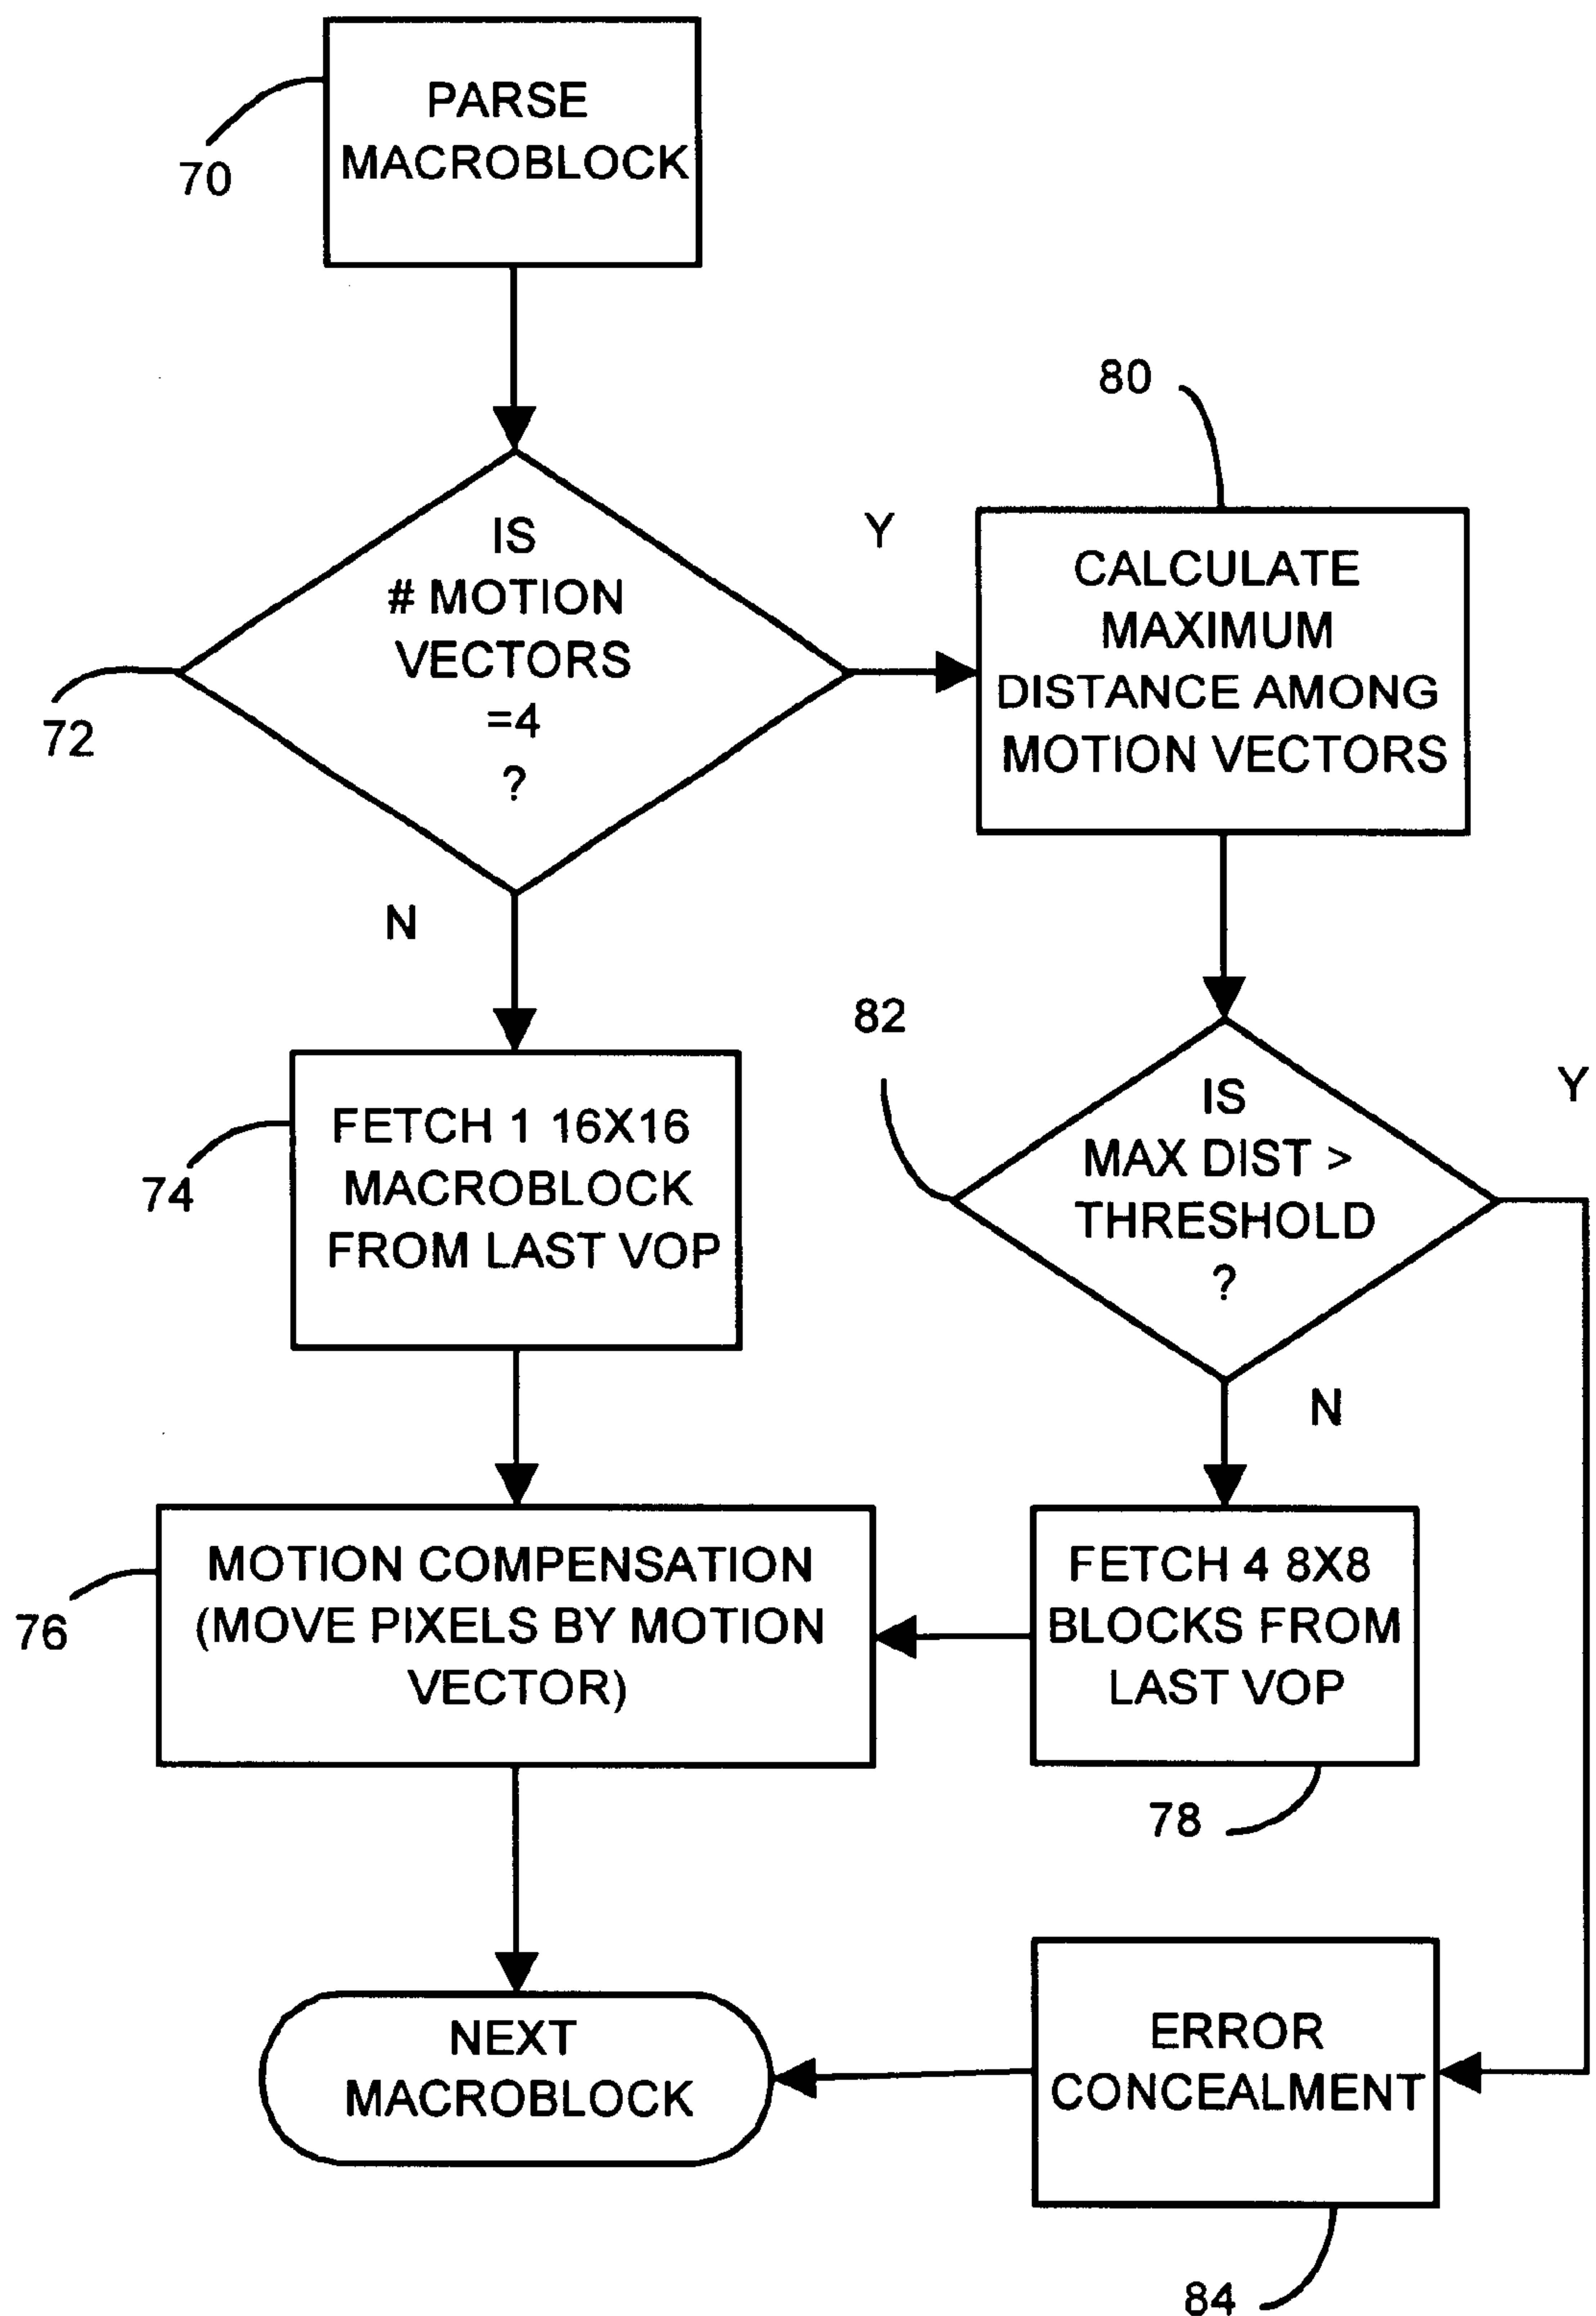 PARSE
MACROBLOCK
70
80
IS
# MOTION
VECTORS
=4
?
72
Y
CALCULATE
MAXIMUM
DISTANCE AMONG
MOTION VECTORS
N
82
IS
MAX DIST >
THRESHOLD
?
Y
FETCH 1 16X16
MACROBLOCK
FROM LAST VOP
74
N
MOTION COMPENSATION
(MOVE PIXELS BY MOTION
VECTOR)
76
FETCH 4 8X8
BLOCKS FROM
LAST VOP
78
NEXT
MACROBLOCK
ERROR
CONCEALMENT
84